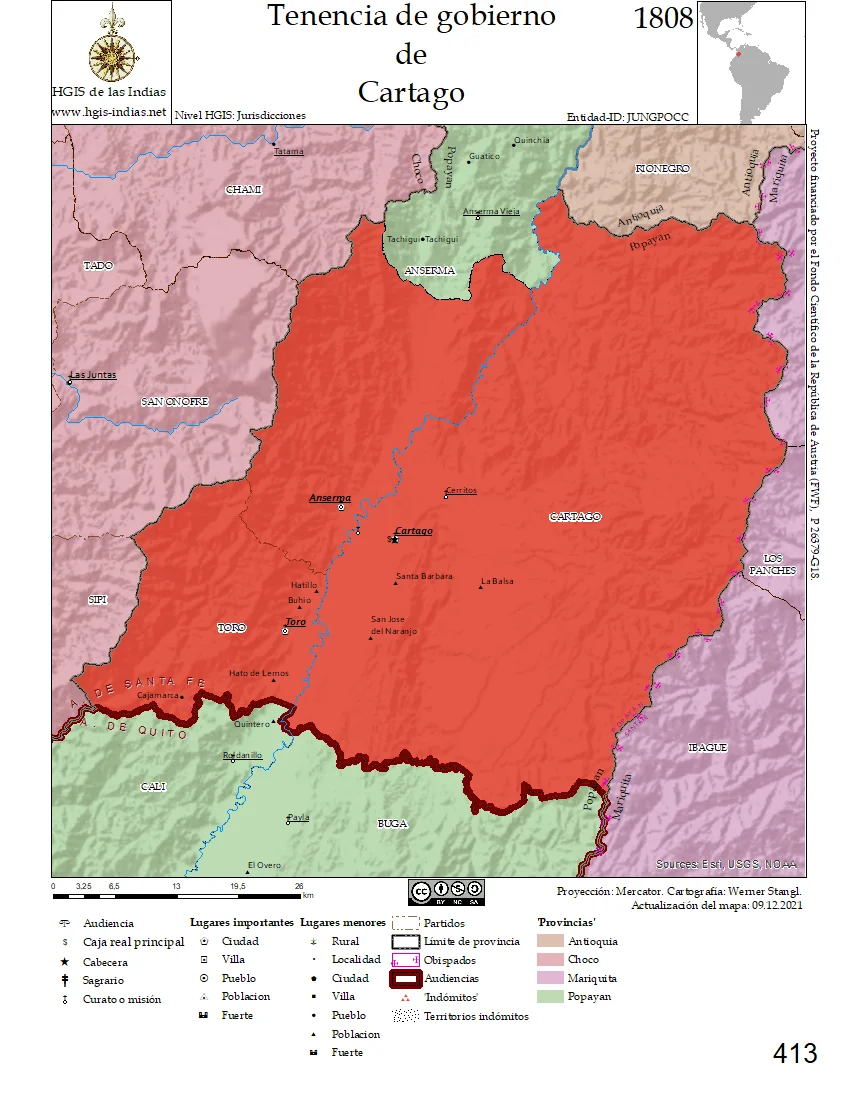 Tenencia de gobierno
de
Cartago
1808
HGIS de las Indias
www.hgis-indias.net
Nivel HGIS: Jurisdicciones
Entidad-ID: JUNGPOCC
Tatama
CHAMI
Choco
Popayan
Quinchia
Guatico
RIONEGRO
Antioquia
Mariquita
Anserma Vieja
Antioquia
Popayan
Tachigui
Tachigui
TADO
ANSERMA
Las Juntas
SAN ONOFRE
Anserma
Cerritos
Cartago
S
CARTAGO
LOS
PANCHES
Santa Barbara
La Balsa
Hatillo
Buhio
SIPI
TORO
Toro
San Jose
del Naranjo
Hato de Lemos
A. DE SANTA FE
Cajamarca
A. DE QUITO
Quintero
Roldanillo
IBAGUE
CALI
Popayan
Mariquita
Payla
BUGA
El Overo
Sources: Esri, USGS, NOAA
Proyecto financiado por el Fondo Científico de la República de Austria (FWF), P 26379-G18.
0 3,25 6,5 13 19,5 26
km
CC BY NC SA
Proyección: Mercator. Cartografía: Werner Stangl.
Actualización del mapa: 09.12.2021
Audiencia
S Caja real principal
Cabecera
Sagrario
Curato o misión
Lugares importantes
Ciudad
Villa
Pueblo
Poblacion
Fuerte
Lugares menores
Rural
Localidad
Ciudad
Villa
Pueblo
Poblacion
Fuerte
Partidos
Límite de provincia
Obispados
Audiencias
'Indómitos'
Territorios indómitos
'Provincias'
Antioquia
Choco
Mariquita
Popayan
413